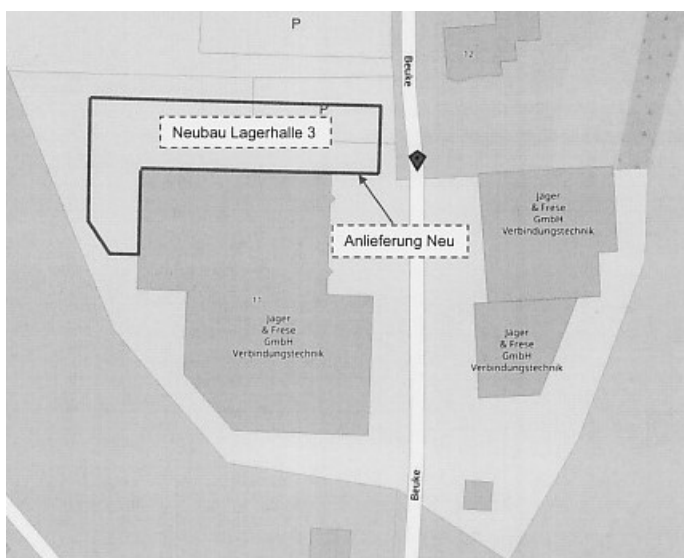 P
12
Beuke
P
Neubau Lagerhalle 3
Anlieferung Neu
Jäger
& Frese
GmbH
Verbindungstechnik
11
Jäger
& Frese
GmbH
Verbindungstechnik
Jäger
& Frese
GmbH
Verbindungstechnik
Beuke